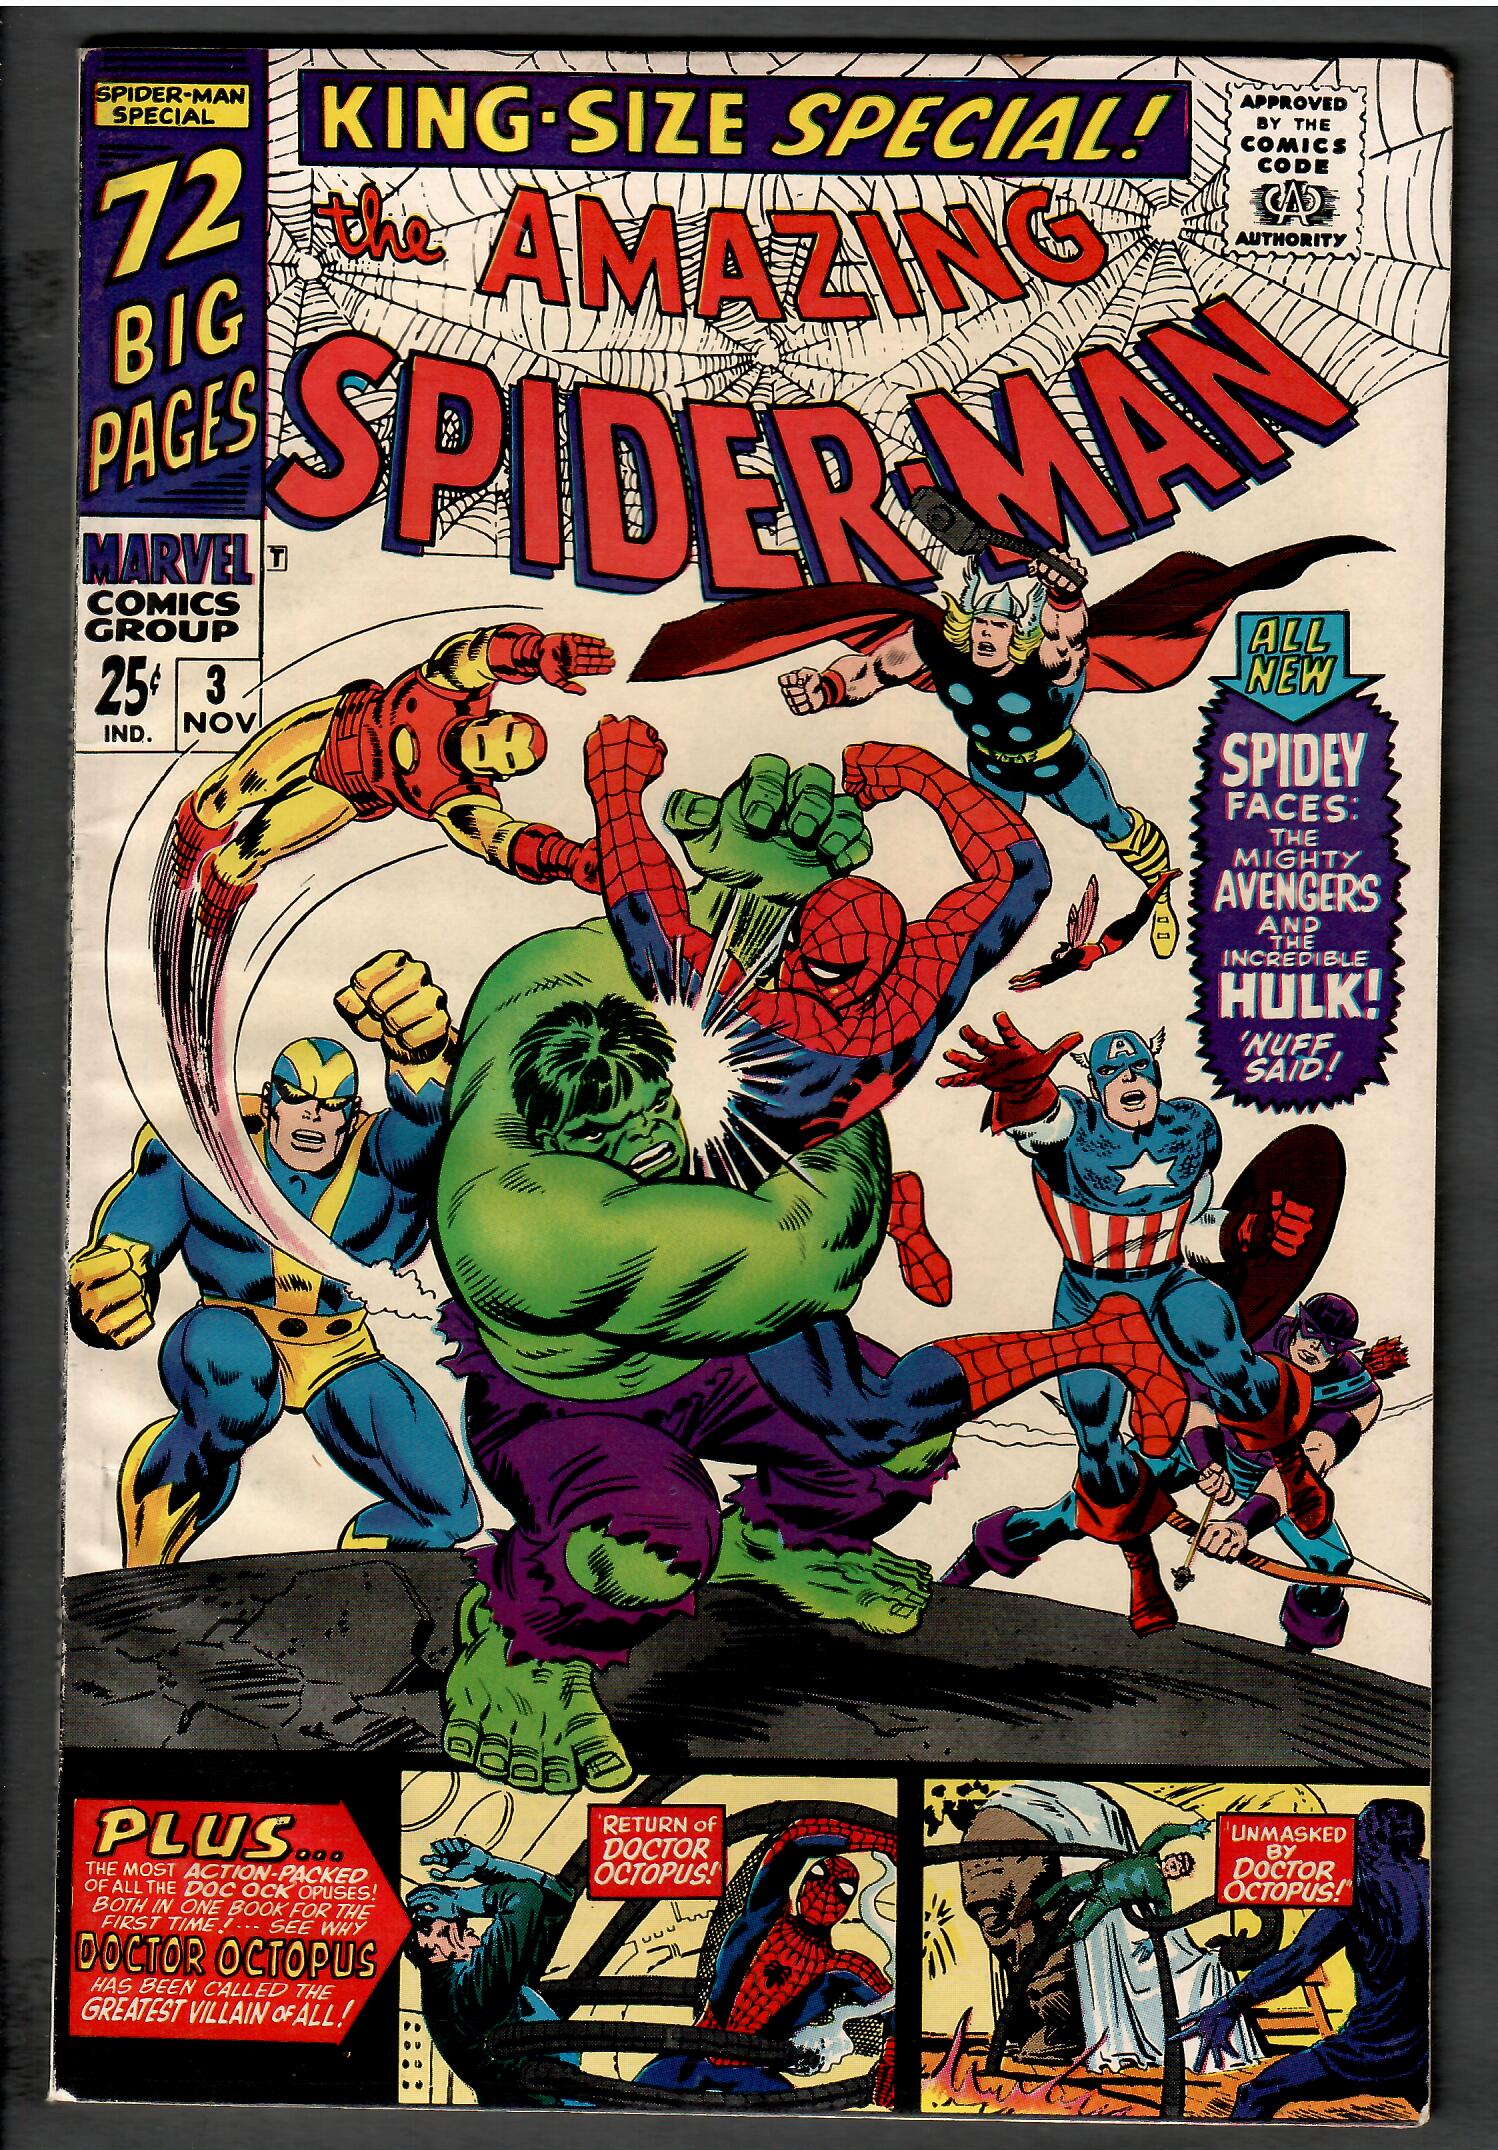 SPIDER-MAN
SPECIAL
72
BIG
PAGES
MARVEL
COMICS
GROUP
25¢
IND.
3
NOV
KING-SIZE SPECIAL!
the AMAZING
SPIDER-MAN
T
APPROVED
BY THE
COMICS
CODE
CA
AUTHORITY
ALL
NEW
SPIDEY
FACES:
THE
MIGHTY
AVENGERS
AND
THE
INCREDIBLE
HULK!
'NUFF
SAID!
A
PLUS...
THE MOST ACTION-PACKED
OF ALL THE DOC OCK OPUSES!
BOTH IN ONE BOOK FOR THE
FIRST TIME!... SEE WHY
DOCTOR OCTOPUS
HAS BEEN CALLED THE
GREATEST VILLAIN OF ALL!
"RETURN OF
DOCTOR
OCTOPUS!"
"UNMASKED
BY
DOCTOR
OCTOPUS!"